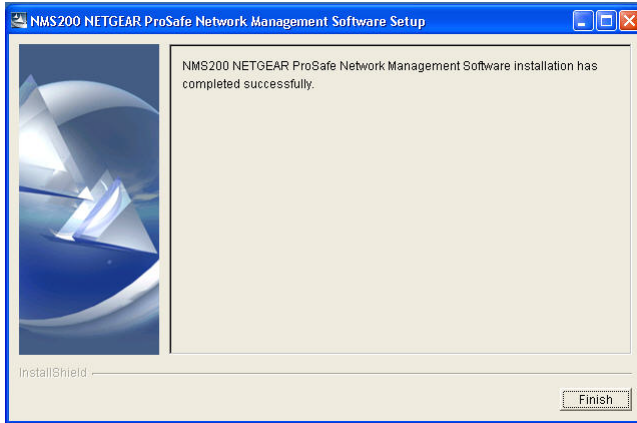 NMS200 NETGEAR ProSafe Network Management Software Setup
NMS200 NETGEAR ProSafe Network Management Software installation has
completed successfully.
InstallShield
Finish